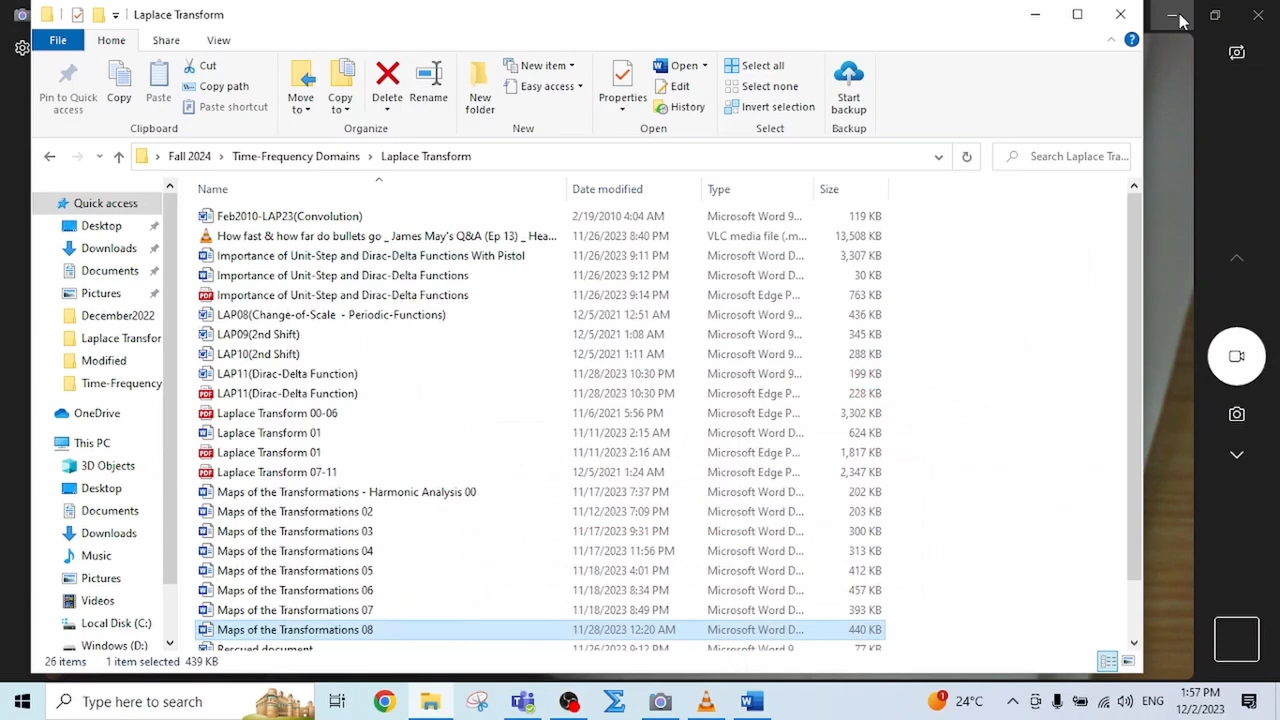 Laplace Transform
File Home Share View
Pin to Quick access Copy Paste Cut Copy path Paste shortcut Clipboard
Move to Copy to Delete Rename Organize
New folder New item Easy access New
Properties Open Edit History Open
Select all Select none Invert selection Select
Start backup Backup
Fall 2024 Time-Frequency Domains Laplace Transform Search Laplace Tra...
Name Date modified Type Size
Feb2010-LAP23(Convolution) 2/19/2010 4:04 AM Microsoft Word 9... 119 KB
How fast & how far do bullets go _ James May's Q&A (Ep 13) _ Hea... 11/26/2023 8:40 PM VLC media file (.m... 13,508 KB
Importance of Unit-Step and Dirac-Delta Functions With Pistol 11/26/2023 9:11 PM Microsoft Word D... 3,307 KB
Importance of Unit-Step and Dirac-Delta Functions 11/26/2023 9:12 PM Microsoft Word D... 30 KB
Importance of Unit-Step and Dirac-Delta Functions 11/26/2023 9:14 PM Microsoft Edge P... 763 KB
LAP08(Change-of-Scale - Periodic-Functions) 12/5/2021 12:51 AM Microsoft Word 9... 436 KB
LAP09(2nd Shift) 12/5/2021 1:08 AM Microsoft Word 9... 345 KB
LAP10(2nd Shift) 12/5/2021 1:11 AM Microsoft Word 9... 288 KB
LAP11(Dirac-Delta Function) 11/28/2023 10:30 PM Microsoft Word 9... 199 KB
LAP11(Dirac-Delta Function) 11/28/2023 10:30 PM Microsoft Edge P... 228 KB
Laplace Transform 00-06 11/6/2021 5:56 PM Microsoft Edge P... 3,302 KB
Laplace Transform 01 11/11/2023 2:15 AM Microsoft Word D... 624 KB
Laplace Transform 01 11/11/2023 2:16 AM Microsoft Edge P... 1,817 KB
Laplace Transform 07-11 12/5/2021 1:24 AM Microsoft Edge P... 2,347 KB
Maps of the Transformations - Harmonic Analysis 00 11/17/2023 7:37 PM Microsoft Word D... 202 KB
Maps of the Transformations 02 11/12/2023 7:09 PM Microsoft Word D... 203 KB
Maps of the Transformations 03 11/17/2023 9:31 PM Microsoft Word D... 300 KB
Maps of the Transformations 04 11/17/2023 11:56 PM Microsoft Word D... 313 KB
Maps of the Transformations 05 11/18/2023 4:01 PM Microsoft Word D... 412 KB
Maps of the Transformations 06 11/18/2023 8:34 PM Microsoft Word D... 457 KB
Maps of the Transformations 07 11/18/2023 8:49 PM Microsoft Word D... 393 KB
Maps of the Transformations 08 11/28/2023 12:20 AM Microsoft Word D... 440 KB
Rescued document 11/26/2023 9:12 PM Microsoft Word 9... 77 KB
Quick access
Desktop
Downloads
Documents
Pictures
December2022
Laplace Transfor
Modified
Time-Frequency
OneDrive
This PC
3D Objects
Desktop
Documents
Downloads
Music
Pictures
Videos
Local Disk (C:)
Windows (D:)
26 items 1 item selected 439 KB
Type here to search 24°C ENG 1:57 PM
12/2/2023